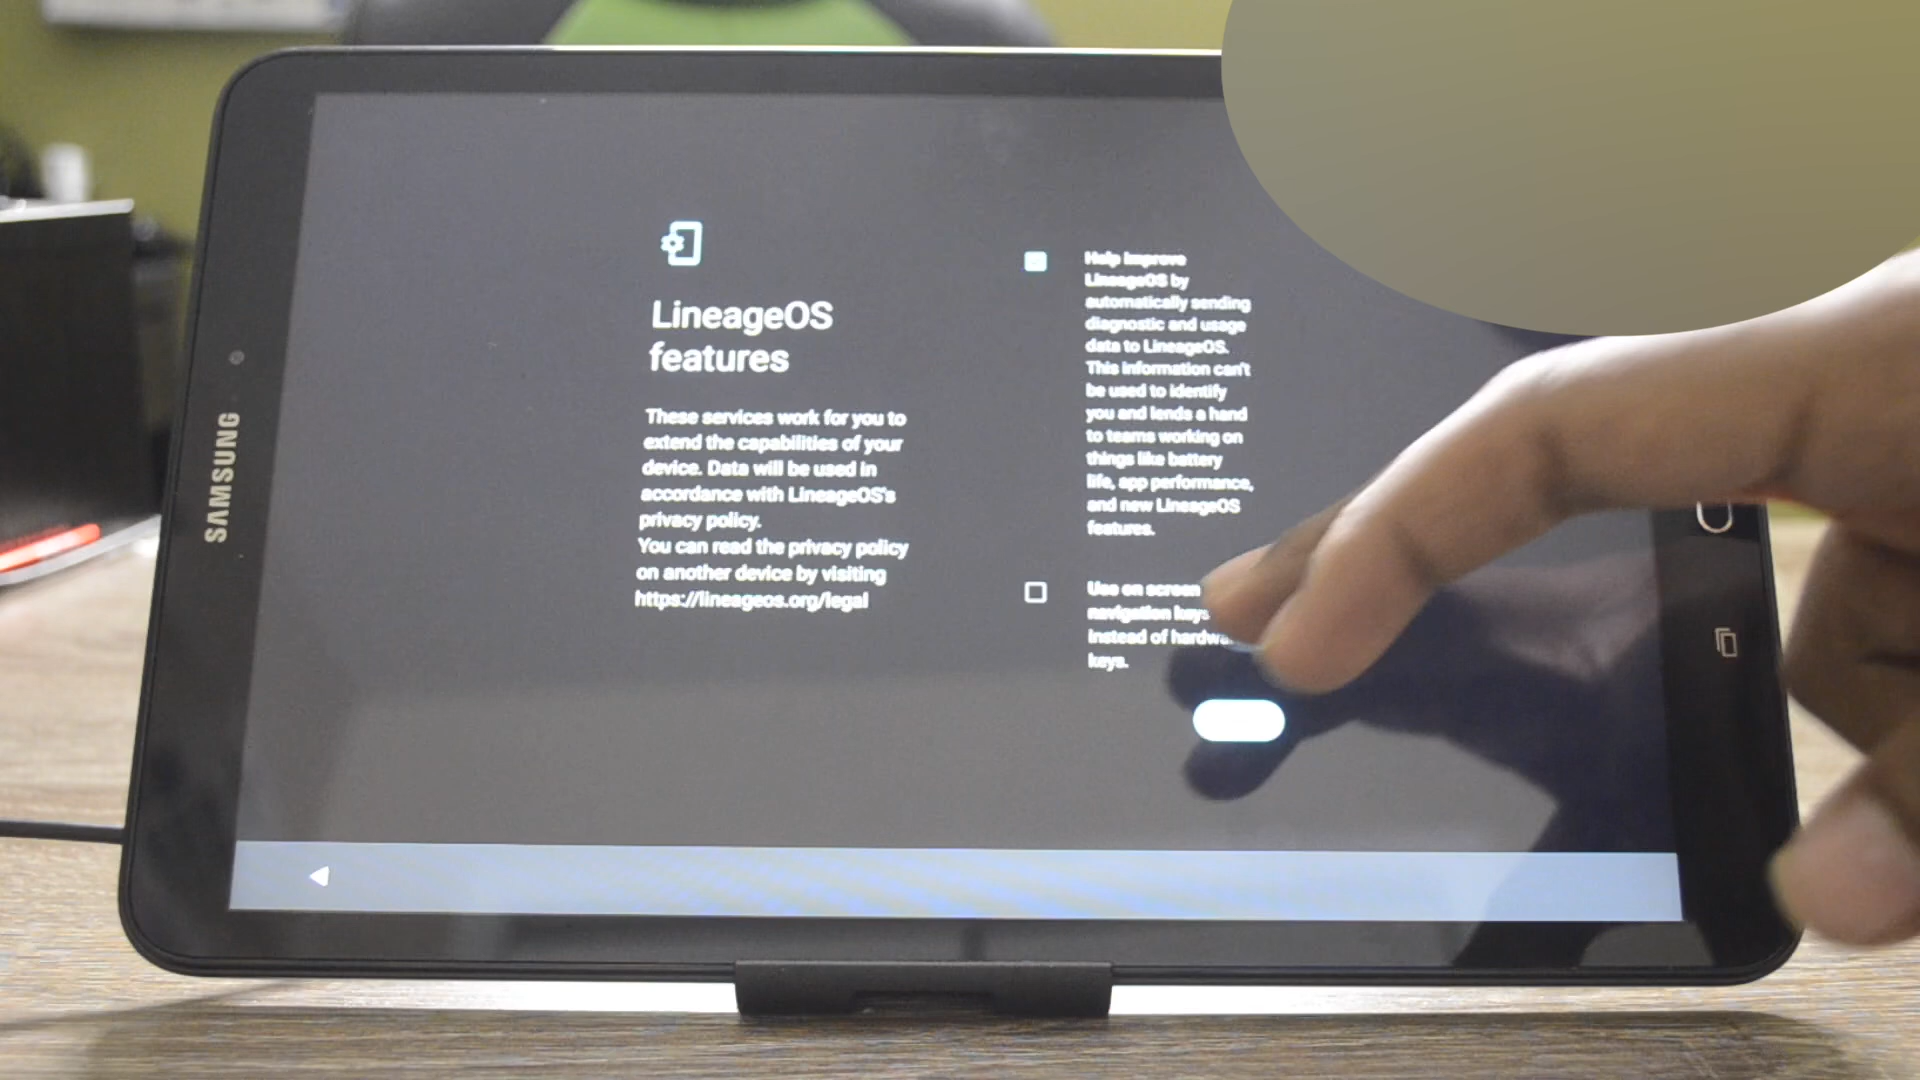 SAMSUNG
LineageOS
features
These services work for you to
extend the capabilities of your
device. Data will be used in
accordance with LineageOS's
privacy policy.
You can read the privacy policy
on another device by visiting
https://lineageos.org/legal
Help improve
LineageOS by
automatically sending
diagnostic and usage
data to LineageOS.
This information can't
be used to identify
you and lends a hand
to teams working on
things like battery
life, app performance,
and new LineageOS
features.
Use on screen
navigation keys
instead of
keys.